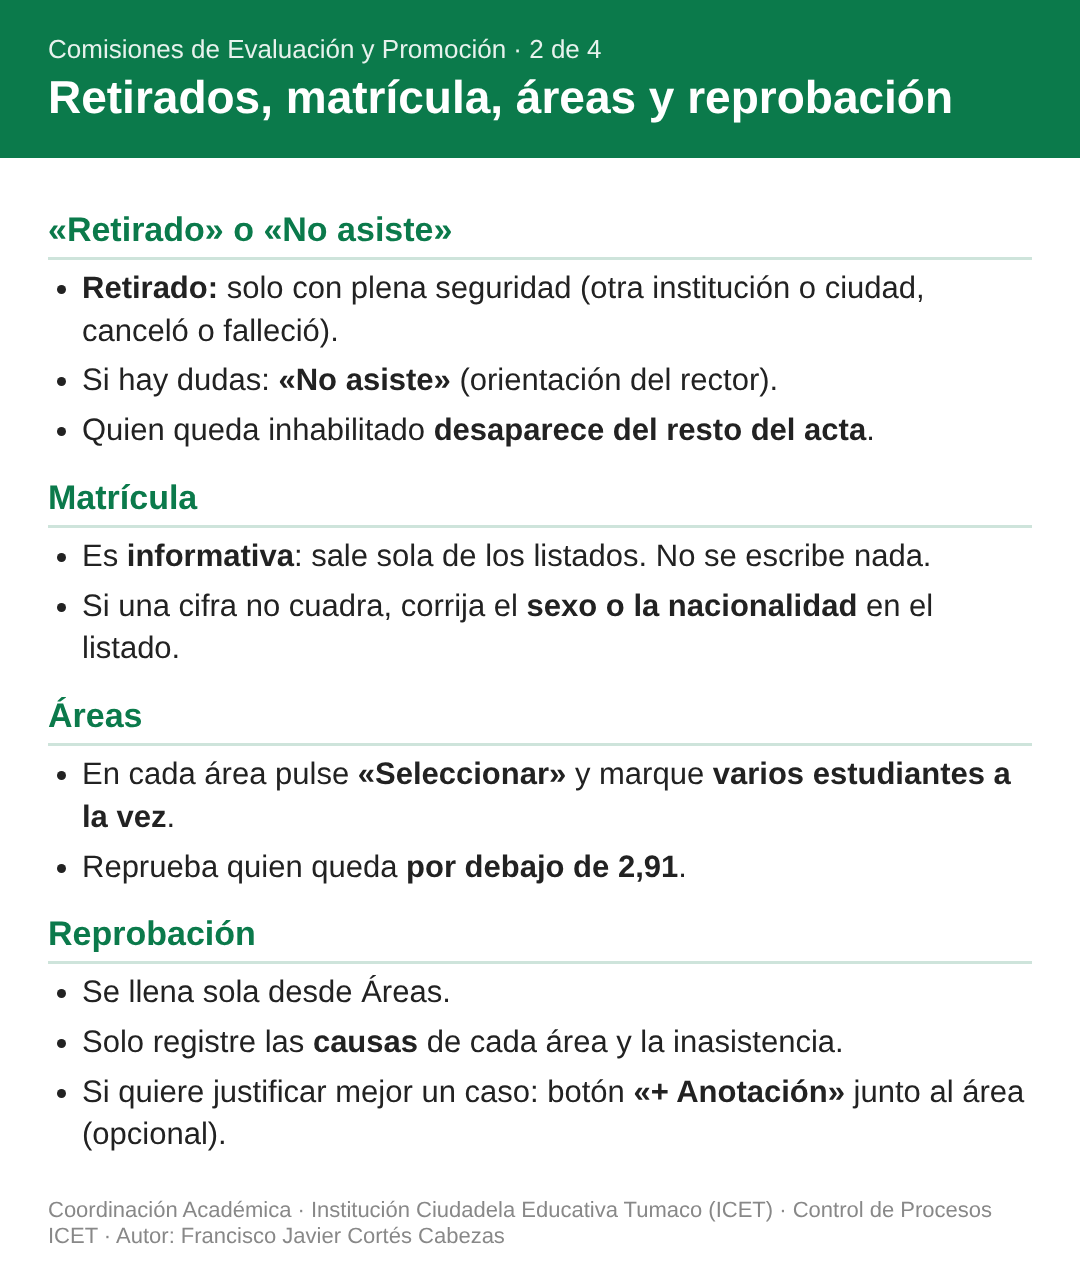 Comisiones de Evaluación y Promoción · 2 de 4
Retirados, matrícula, áreas y reprobación
«Retirado» o «No asiste»
• Retirado: solo con plena seguridad (otra institución o ciudad,
canceló o falleció).
• Si hay dudas: «No asiste» (orientación del rector).
• Quien queda inhabilitado desaparece del resto del acta.
Matrícula
• Es informativa: sale sola de los listados. No se escribe nada.
• Si una cifra no cuadra, corrija el sexo o la nacionalidad en el
listado.
Áreas
• En cada área pulse «Seleccionar» y marque varios estudiantes a
la vez.
• Reprueba quien queda por debajo de 2,91.
Reprobación
• Se llena sola desde Áreas.
• Solo registre las causas de cada área y la inasistencia.
• Si quiere justificar mejor un caso: botón «+ Anotación» junto al área
(opcional).
Coordinación Académica · Institución Ciudadela Educativa Tumaco (ICET) · Control de Procesos
ICET · Autor: Francisco Javier Cortés Cabezas